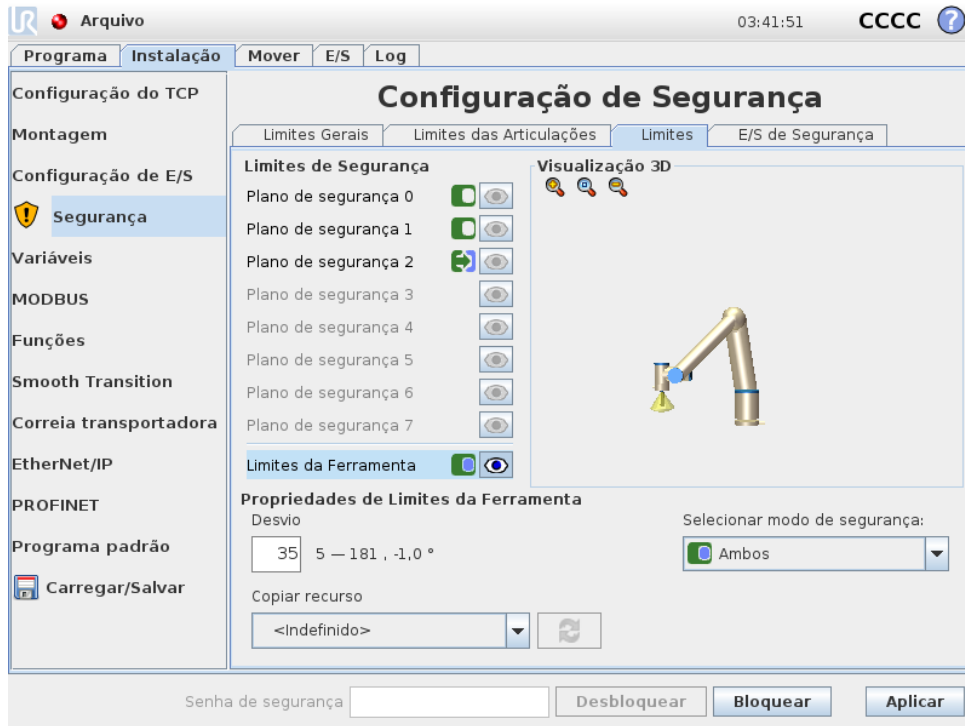 UR Arquivo 03:41:51 CCCC ?
Programa Instalação Mover E/S Log
Configuração do TCP
Montagem
Configuração de E/S
Segurança
Variáveis
MODBUS
Funções
Smooth Transition
Correia transportadora
EtherNet/IP
PROFINET
Programa padrão
Carregar/Salvar
Configuração de Segurança
Limites Gerais Limites das Articulações Limites E/S de Segurança
Limites de Segurança
Plano de segurança 0
Plano de segurança 1
Plano de segurança 2
Plano de segurança 3
Plano de segurança 4
Plano de segurança 5
Plano de segurança 6
Plano de segurança 7
Limites da Ferramenta
Visualização 3D
Propriedades de Limites da Ferramenta
Desvio
35 5 — 181 , -1,0 °
Selecionar modo de segurança:
Ambos
Copiar recurso
<Indefinido>
Senha de segurança Desbloquear Bloquear Aplicar